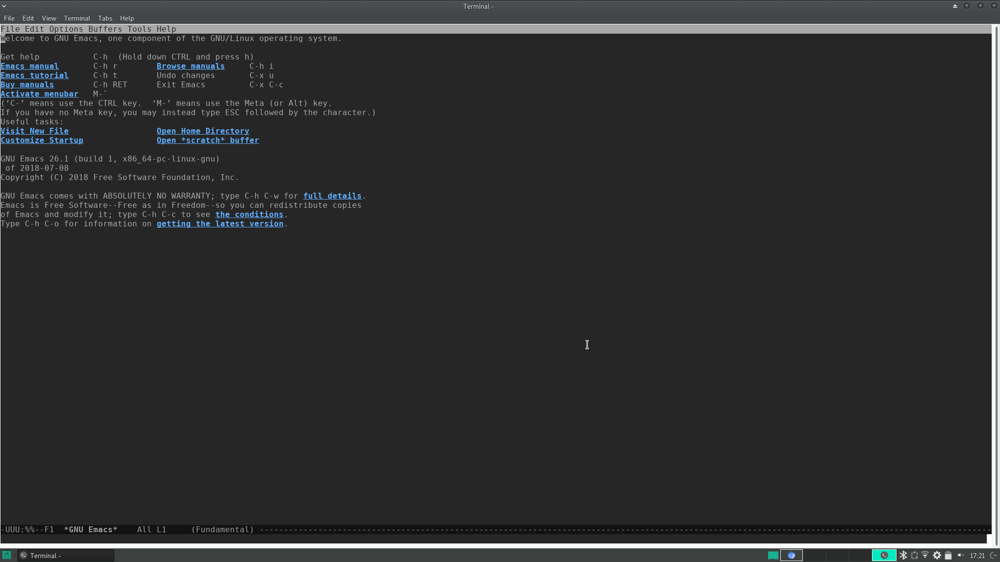 Terminal -
File Edit View Terminal Tabs Help
File Edit Options Buffers Tools Help
Welcome to GNU Emacs, one component of the GNU/Linux operating system.
Get help C-h (Hold down CTRL and press h)
Emacs manual C-h r Browse manuals C-h i
Emacs tutorial C-h t Undo changes C-x u
Buy manuals C-h RET Exit Emacs C-x C-c
Activate menubar M-`
(‘C-’ means use the CTRL key. ‘M-’ means use the Meta (or Alt) key.
If you have no Meta key, you may instead type ESC followed by the character.)
Useful tasks:
Visit New File Open Home Directory
Customize Startup Open *scratch* buffer
GNU Emacs 26.1 (build 1, x86_64-pc-linux-gnu)
of 2018-07-08
Copyright (C) 2018 Free Software Foundation, Inc.
GNU Emacs comes with ABSOLUTELY NO WARRANTY; type C-h C-w for full details.
Emacs is Free Software--Free as in Freedom--so you can redistribute copies
of Emacs and modify it; type C-h C-c to see the conditions.
Type C-h C-o for information on getting the latest version.
-UUU:%%--F1 *GNU Emacs* All L1 (Fundamental) ------------------------------------------------------------------------------------------------------------------------------------------------------
Terminal - 17:21